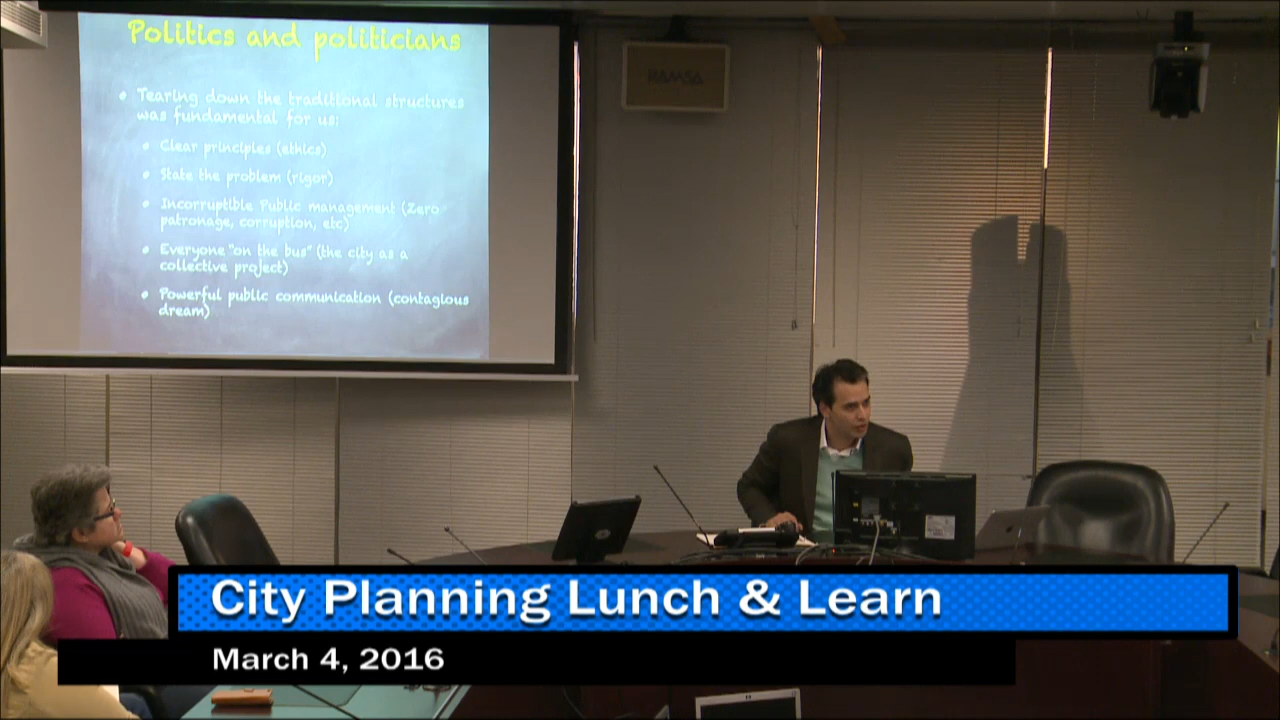 Politics and politicians
• Tearing down the traditional structures
was fundamental for us:
• Clear principles (ethics)
• State the problem (rigor)
• Incorruptible Public management (Zero
patronage, corruption, etc)
• Everyone "on the bus" (the city as a
collective project)
• Powerful public communication (contagious
dream)
RAMSA
City Planning Lunch & Learn
March 4, 2016